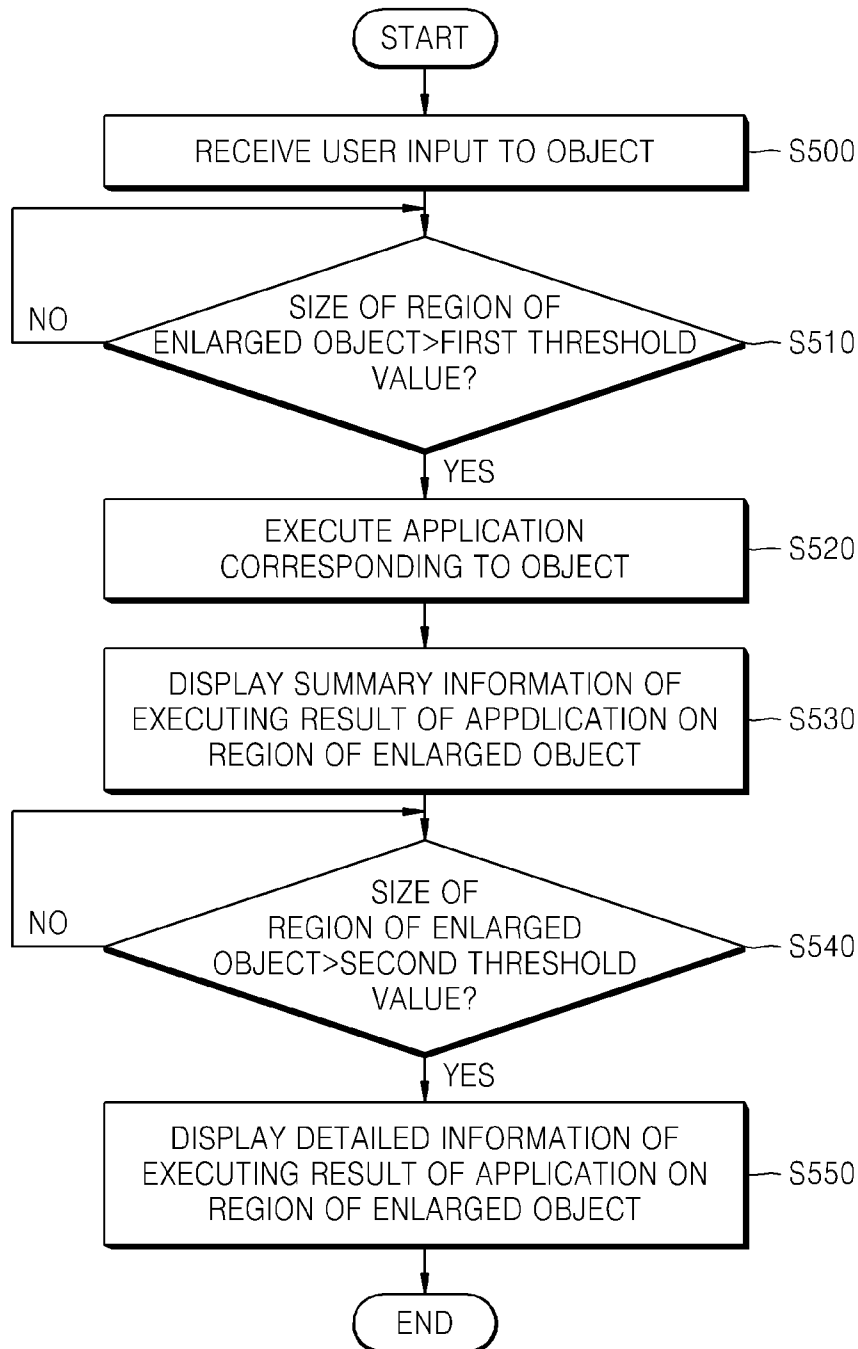 START
RECEIVE USER INPUT TO OBJECT
S500
SIZE OF REGION OF
ENLARGED OBJECT>FIRST THRESHOLD
VALUE?
NO
S510
YES
EXECUTE APPLICATION
CORRESPONDING TO OBJECT
S520
DISPLAY SUMMARY INFORMATION OF
EXECUTING RESULT OF APPDLICATION ON
REGION OF ENLARGED OBJECT
S530
SIZE OF
REGION OF ENLARGED
OBJECT>SECOND THRESHOLD
VALUE?
NO
S540
YES
DISPLAY DETAILED INFORMATION OF
EXECUTING RESULT OF APPLICATION ON
REGION OF ENLARGED OBJECT
S550
END